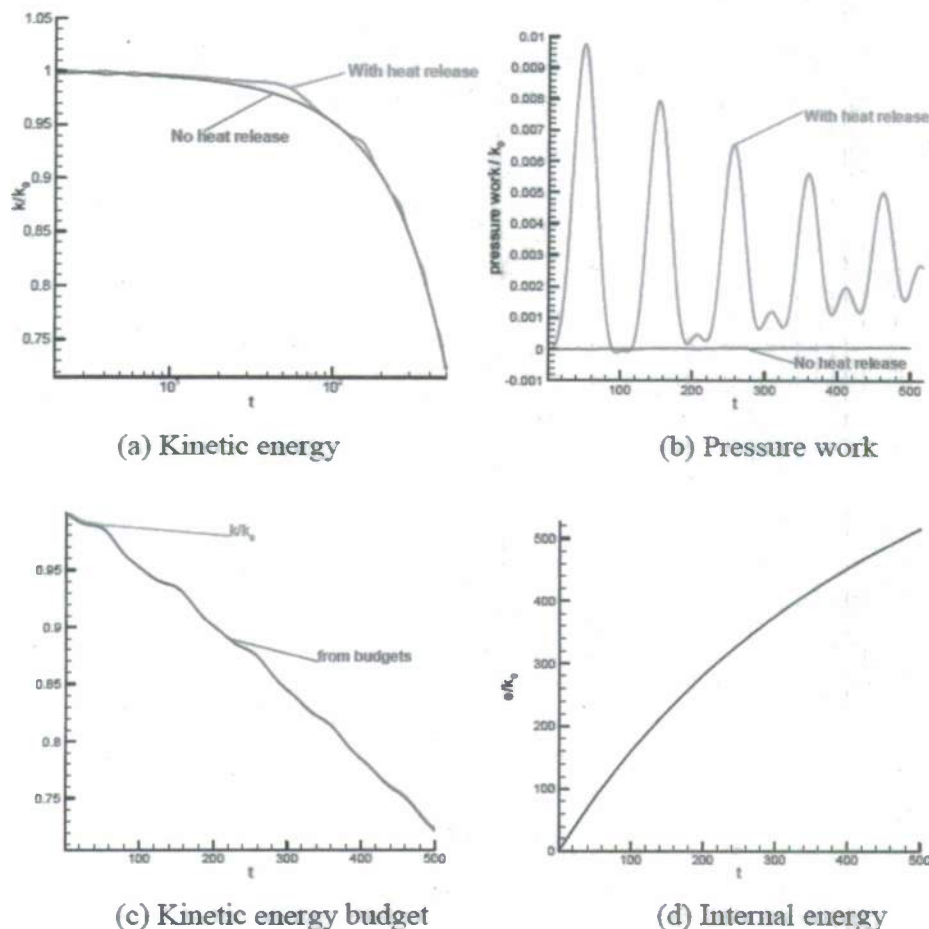 1.05
1
0.95
0.9
0.85
0.8
0.75
k/k₀
With heat release
No heat release
10¹
10²
t
(a) Kinetic energy
0.01
0.009
0.008
0.007
0.006
0.005
0.004
0.003
0.002
0.001
0
-0.001
pressure work / k₀
With heat release
No heat release
100
200
300
400
500
t
(b) Pressure work
0.95
0.9
0.85
0.8
0.75
k/k₀
from budgets
100
200
300
400
500
t
(c) Kinetic energy budget
500
400
300
200
100
0
e/k₀
0
100
200
300
400
500
t
(d) Internal energy